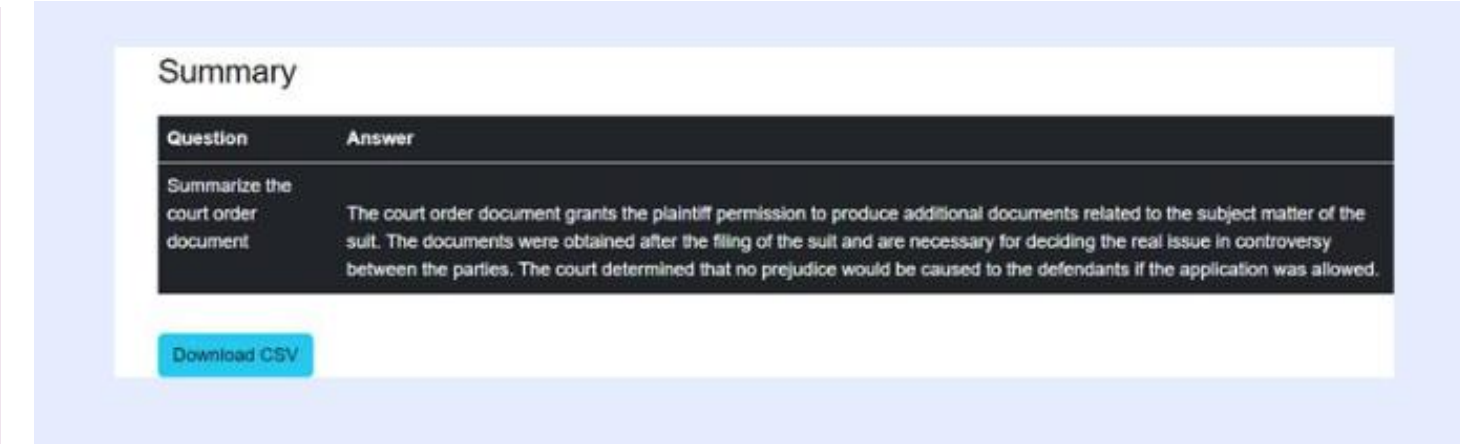 Summary
Question Answer
Summarize the
court order
document
The court order document grants the plaintiff permission to produce additional documents related to the subject matter of the
suit. The documents were obtained after the filing of the suit and are necessary for deciding the real issue in controversy
between the parties. The court determined that no prejudice would be caused to the defendants if the application was allowed.
Download CSV